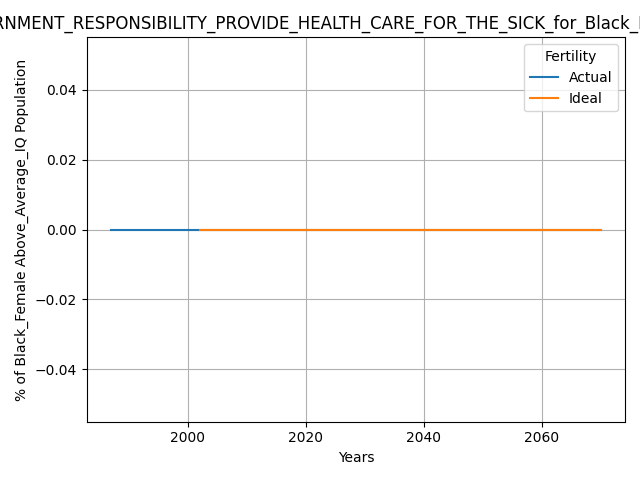 RNMENT_RESPONSIBILITY_PROVIDE_HEALTH_CARE_FOR_THE_SICK_for_Black_
Fertility
Actual
Ideal
% of Black_Female Above_Average_IQ Population
0.04
0.02
0.00
−0.02
−0.04
2000
2020
2040
2060
Years